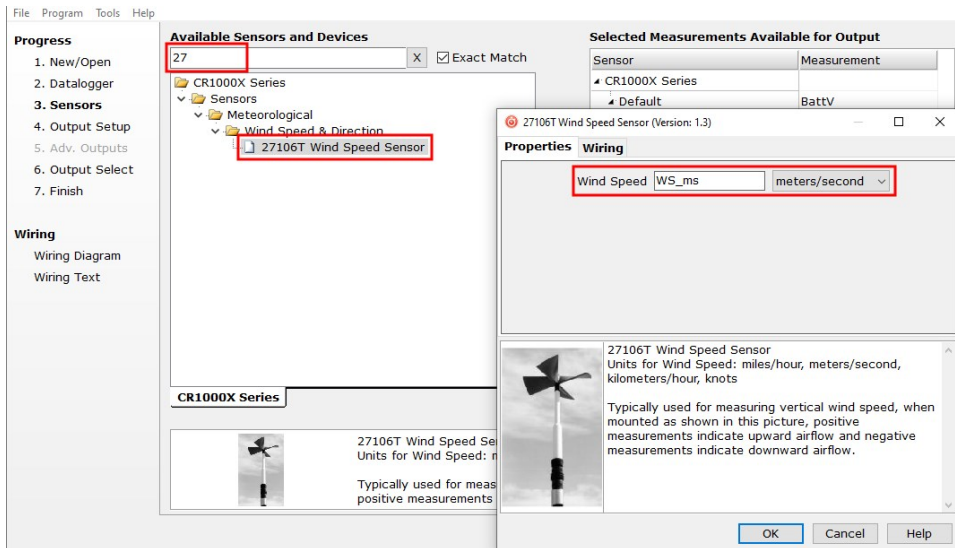 File Program Tools Help
Progress
1. New/Open
2. Datalogger
3. Sensors
4. Output Setup
5. Adv. Outputs
6. Output Select
7. Finish
Wiring
Wiring Diagram
Wiring Text
Available Sensors and Devices
27 X Exact Match
CR1000X Series
Sensors
Meteorological
Wind Speed & Direction
27106T Wind Speed Sensor
CR1000X Series
27106T Wind Speed Se
Units for Wind Speed: m
Typically used for meas
positive measurements
Selected Measurements Available for Output
Sensor Measurement
CR1000X Series
Default BattV
27106T Wind Speed Sensor (Version: 1.3)
Properties Wiring
Wind Speed WS_ms meters/second
27106T Wind Speed Sensor
Units for Wind Speed: miles/hour, meters/second,
kilometers/hour, knots
Typically used for measuring vertical wind speed, when
mounted as shown in this picture, positive
measurements indicate upward airflow and negative
measurements indicate downward airflow.
OK Cancel Help